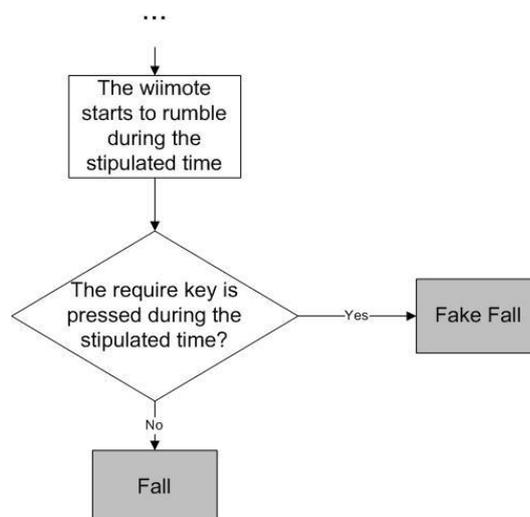 ...
The wiimote
starts to rumble
during the
stipulated time
The require key is
pressed during the
stipulated time?
Yes
Fake Fall
No
Fall